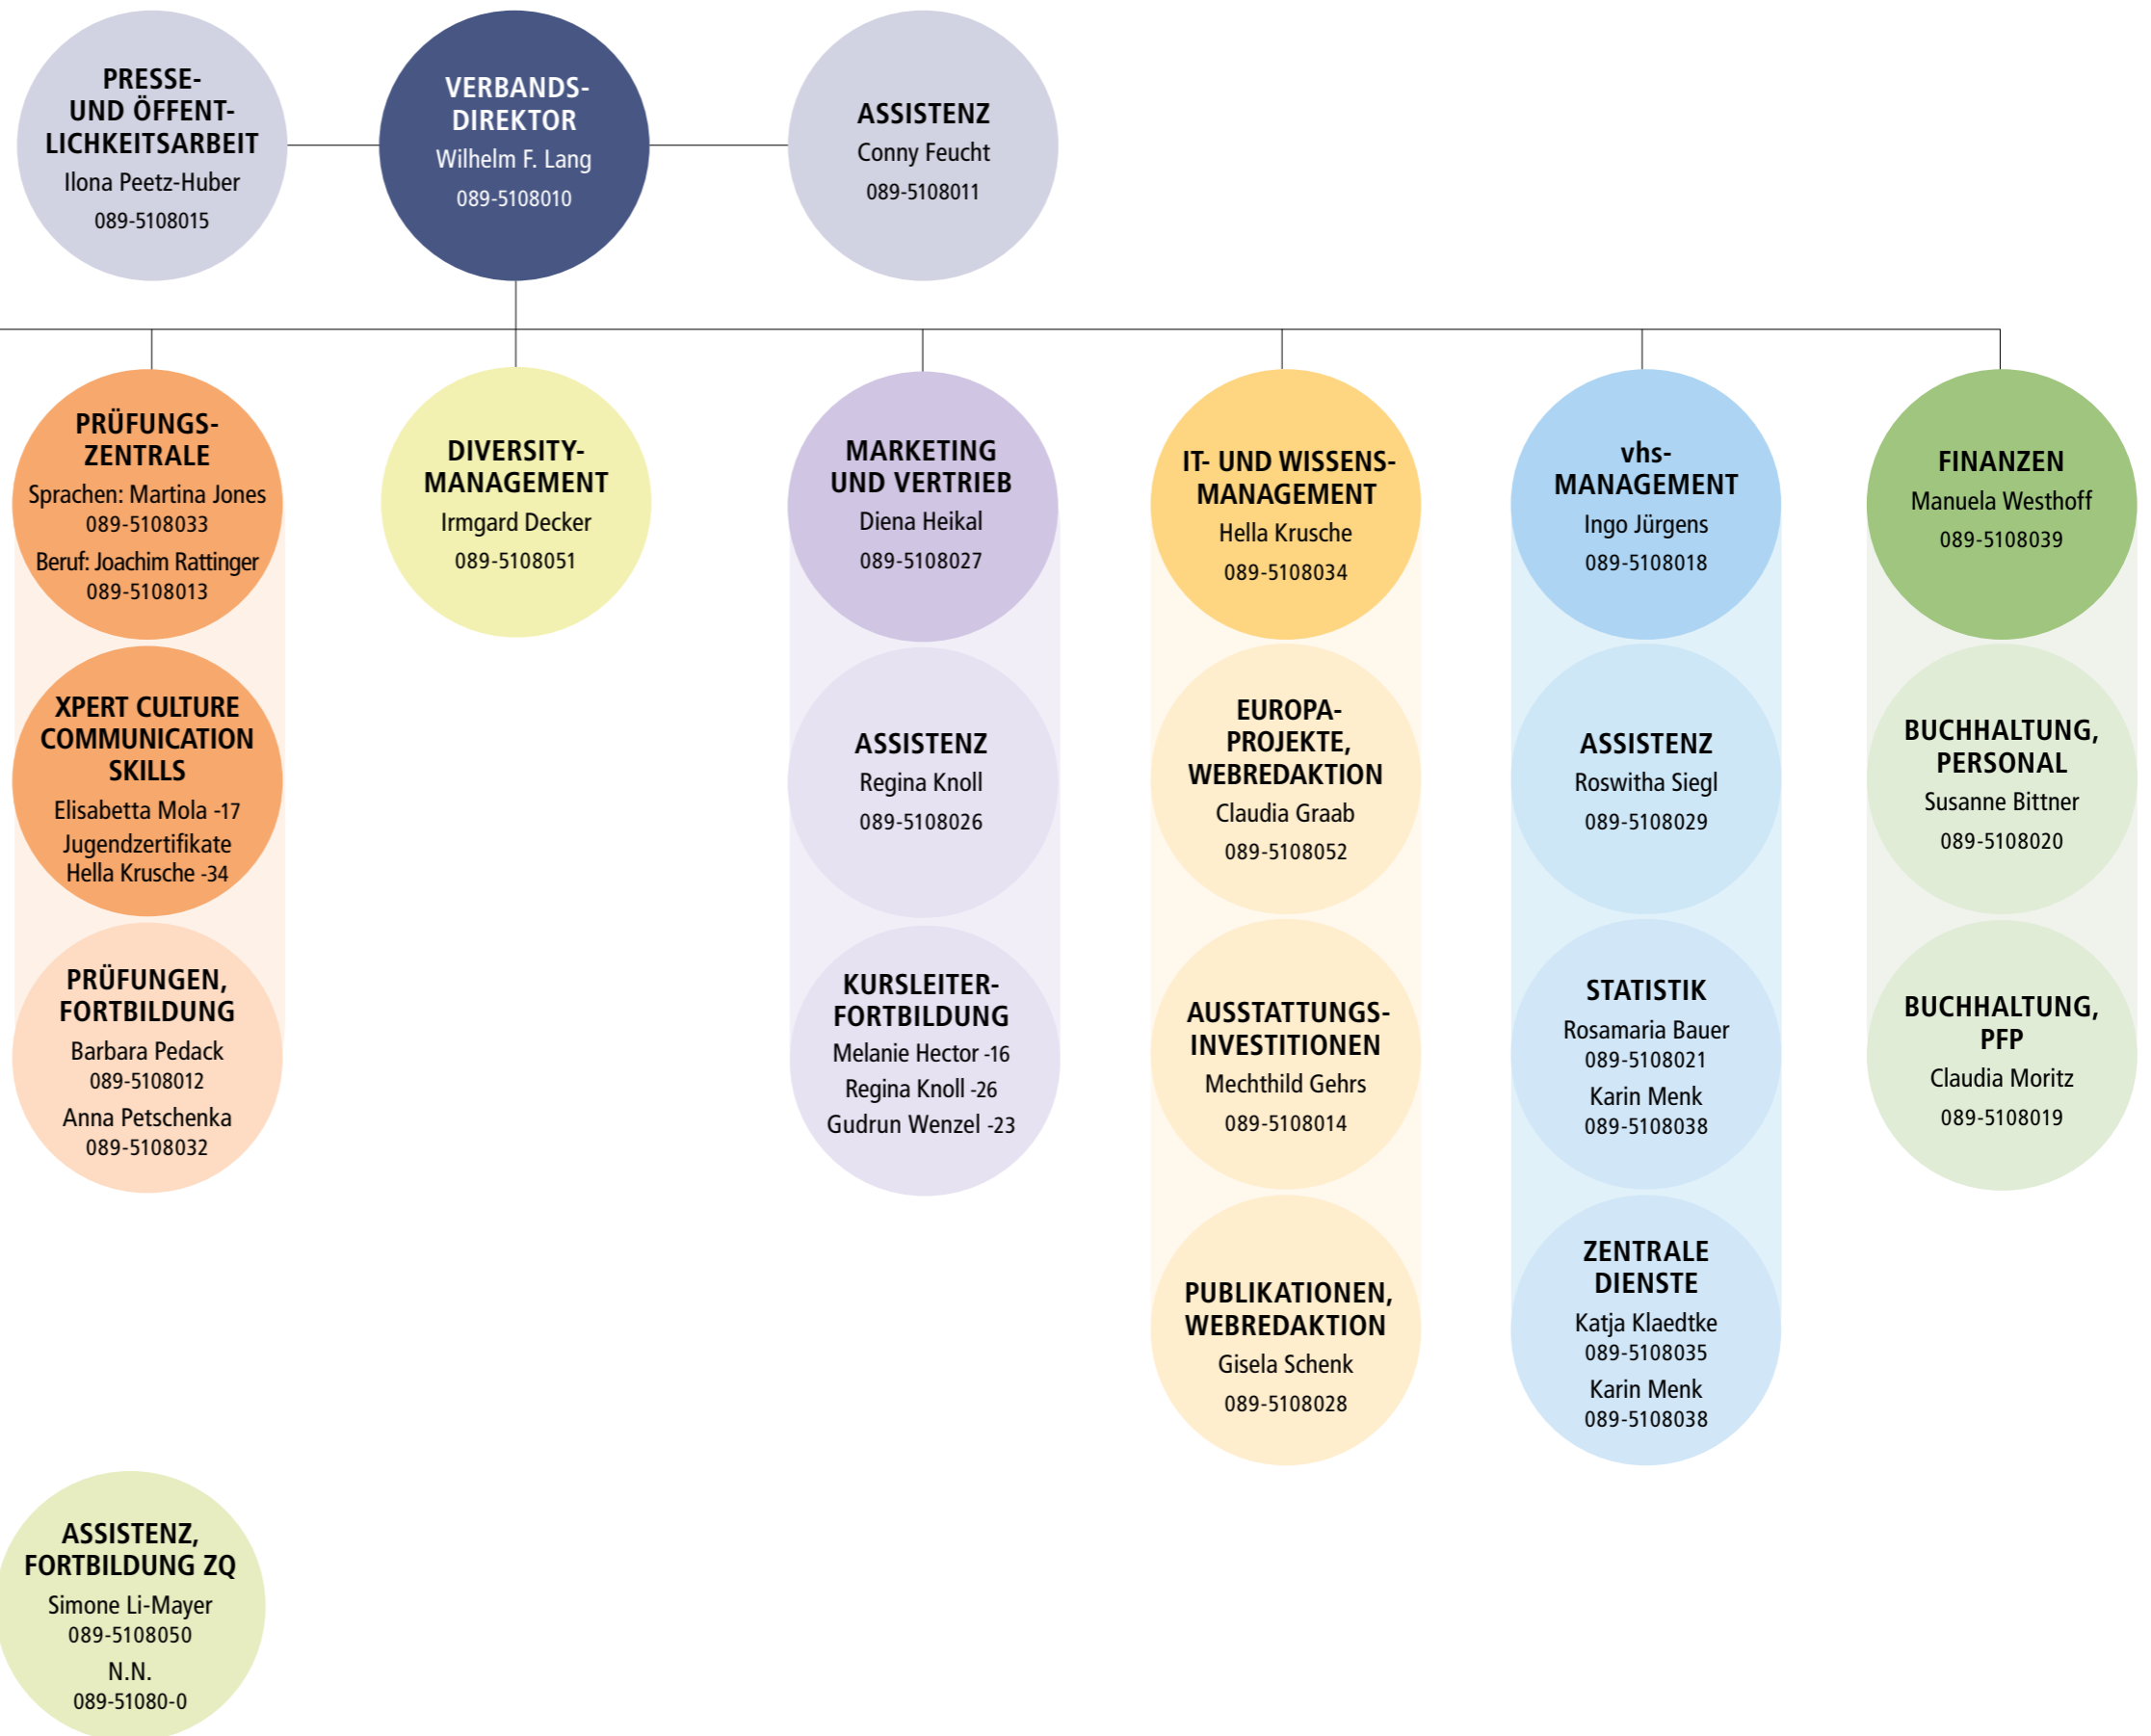 PRESSE-
UND ÖFFENT-
LICHKEITSARBEIT
Ilona Peetz-Huber
089-5108015
VERBANDS-
DIREKTOR
Wilhelm F. Lang
089-5108010
ASSISTENZ
Conny Feucht
089-5108011
PRÜFUNGS-
ZENTRALE
Sprachen: Martina Jones
089-5108033
Beruf: Joachim Rattinger
089-5108013
XPERT CULTURE
COMMUNICATION
SKILLS
Elisabetta Mola -17
Jugendzertifikate
Hella Krusche -34
PRÜFUNGEN,
FORTBILDUNG
Barbara Pedack
089-5108012
Anna Petschenka
089-5108032
DIVERSITY-
MANAGEMENT
Irmgard Decker
089-5108051
MARKETING
UND VERTRIEB
Diena Heikal
089-5108027
ASSISTENZ
Regina Knoll
089-5108026
KURSLEITER-
FORTBILDUNG
Melanie Hector -16
Regina Knoll -26
Gudrun Wenzel -23
IT- UND WISSENS-
MANAGEMENT
Hella Krusche
089-5108034
EUROPA-
PROJEKTE,
WEBREDAKTION
Claudia Graab
089-5108052
AUSSTATTUNGS-
INVESTITIONEN
Mechthild Gehrs
089-5108014
PUBLIKATIONEN,
WEBREDAKTION
Gisela Schenk
089-5108028
vhs-
MANAGEMENT
Ingo Jürgens
089-5108018
ASSISTENZ
Roswitha Siegl
089-5108029
STATISTIK
Rosamaria Bauer
089-5108021
Karin Menk
089-5108038
ZENTRALE
DIENSTE
Katja Klaedtke
089-5108035
Karin Menk
089-5108038
FINANZEN
Manuela Westhoff
089-5108039
BUCHHALTUNG,
PERSONAL
Susanne Bittner
089-5108020
BUCHHALTUNG,
PFP
Claudia Moritz
089-5108019
ASSISTENZ,
FORTBILDUNG ZQ
Simone Li-Mayer
089-5108050
N.N.
089-51080-0